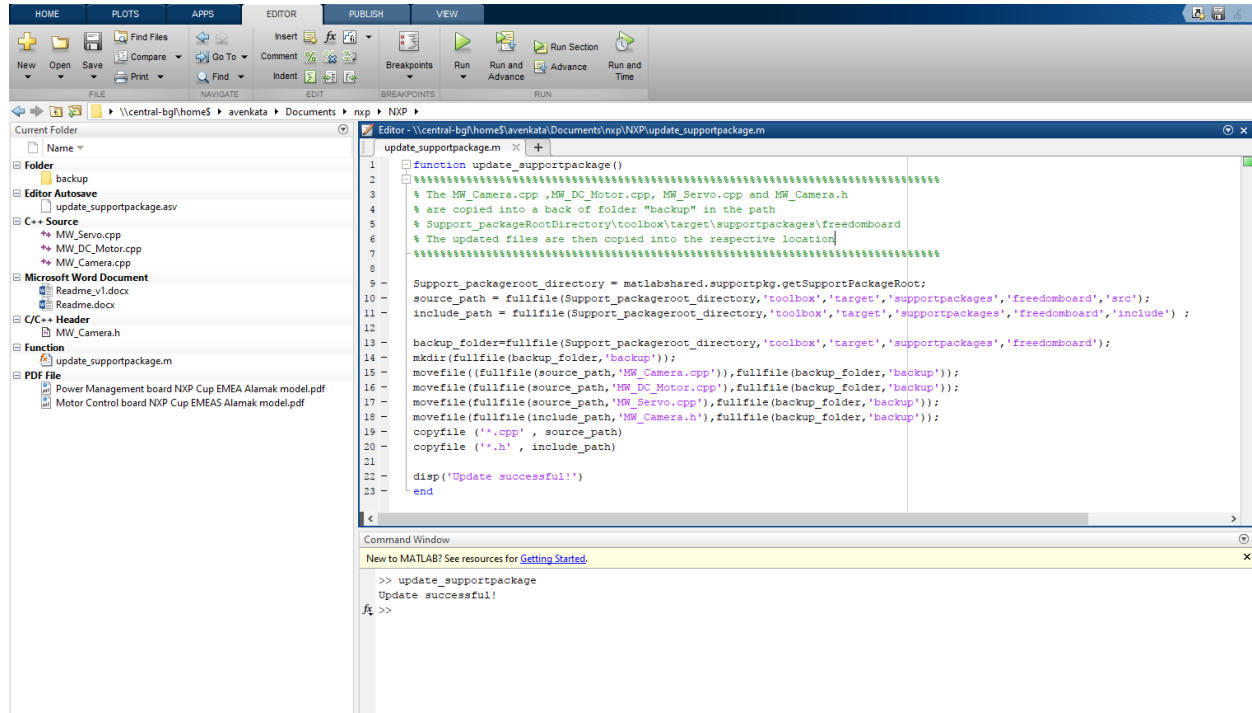 HOME PLOTS APPS EDITOR PUBLISH VIEW
New Open Save Find Files Compare Print
FILE
Go To Find
NAVIGATE
Insert fx
Comment %
Indent
EDIT
Breakpoints
BREAKPOINTS
Run Run and Advance Run Section Advance Run and Time
RUN
\\central-bgl\home$ avenkata Documents nxp NXP
Current Folder
Name
Folder
backup
Editor Autosave
update_supportpackage.asv
C++ Source
MW_Servo.cpp
MW_DC_Motor.cpp
MW_Camera.cpp
Microsoft Word Document
Readme_v1.docx
Readme.docx
C/C++ Header
MW_Camera.h
Function
update_supportpackage.m
PDF File
Power Management board NXP Cup EMEA Alamak model.pdf
Motor Control board NXP Cup EMEAS Alamak model.pdf
Editor - \\central-bgl\home$\avenkata\Documents\nxp\NXP\update_supportpackage.m
update_supportpackage.m +
1 function update_supportpackage()
2 %%%%%%%%%%%%%%%%%%%%%%%%%%%%%%%%%%%%%%%%%%%%%%%%%%%%%%%%%%%%%%%%%%%%%%%%%%%%%%%%
3 % The MW_Camera.cpp ,MW_DC_Motor.cpp, MW_Servo.cpp and MW_Camera.h
4 % are copied into a back of folder "backup" in the path
5 % Support_packageRootDirectory\toolbox\target\supportpackages\freedomboard
6 % The updated files are then copied into the respective location
7 %%%%%%%%%%%%%%%%%%%%%%%%%%%%%%%%%%%%%%%%%%%%%%%%%%%%%%%%%%%%%%%%%%%%%%%%%%%%%%%%
8
9 Support_packageroot_directory = matlabshared.supportpkg.getSupportPackageRoot;
10 source_path = fullfile(Support_packageroot_directory,'toolbox','target','supportpackages','freedomboard','src');
11 include_path = fullfile(Support_packageroot_directory,'toolbox','target','supportpackages','freedomboard','include') ;
12
13 backup_folder=fullfile(Support_packageroot_directory,'toolbox','target','supportpackages','freedomboard');
14 mkdir(fullfile(backup_folder,'backup'));
15 movefile((fullfile(source_path,'MW_Camera.cpp')),fullfile(backup_folder,'backup'));
16 movefile(fullfile(source_path,'MW_DC_Motor.cpp'),fullfile(backup_folder,'backup'));
17 movefile(fullfile(source_path,'MW_Servo.cpp'),fullfile(backup_folder,'backup'));
18 movefile(fullfile(include_path,'MW_Camera.h'),fullfile(backup_folder,'backup'));
19 copyfile ('*.cpp' , source_path)
20 copyfile ('*.h' , include_path)
21
22 disp('Update successful!')
23 end
Command Window
New to MATLAB? See resources for Getting Started.
>> update_supportpackage
Update successful!
fx >>